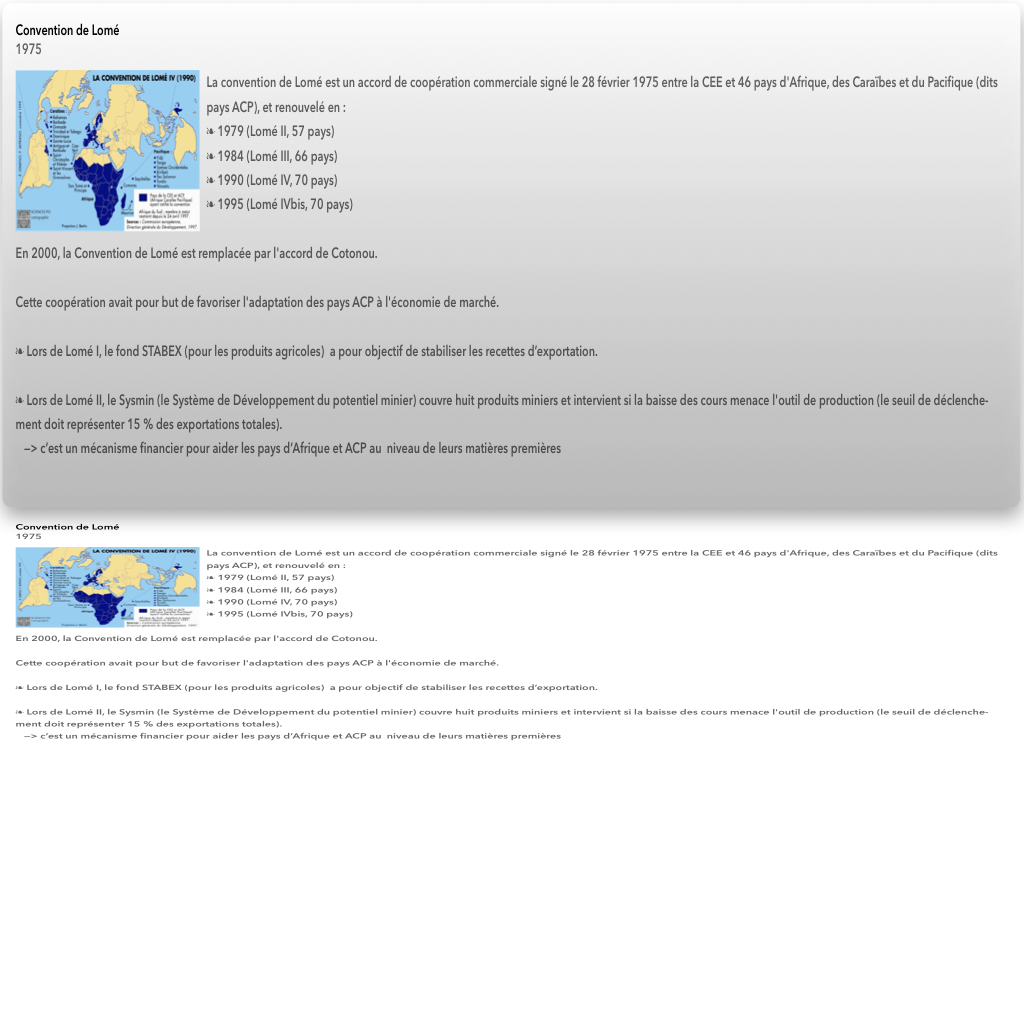 Convention de Lomé
1975
LA CONVENTION DE LOMÉ IV (1990)
La convention de Lomé est un accord de coopération commerciale signé le 28 février 1975 entre la CEE et 46 pays d'Afrique, des Caraïbes et du Pacifique (dits
pays ACP), et renouvelé en :
❧ 1979 (Lomé II, 57 pays)
❧ 1984 (Lomé III, 66 pays)
❧ 1990 (Lomé IV, 70 pays)
❧ 1995 (Lomé IVbis, 70 pays)
En 2000, la Convention de Lomé est remplacée par l'accord de Cotonou.
Cette coopération avait pour but de favoriser l'adaptation des pays ACP à l'économie de marché.
❧ Lors de Lomé I, le fond STABEX (pour les produits agricoles)  a pour objectif de stabiliser les recettes d’exportation.
❧ Lors de Lomé II, le Sysmin (le Système de Développement du potentiel minier) couvre huit produits miniers et intervient si la baisse des cours menace l'outil de production (le seuil de déclenche-
ment doit représenter 15 % des exportations totales).
–> c’est un mécanisme financier pour aider les pays d’Afrique et ACP au  niveau de leurs matières premières
Convention de Lomé
1975
LA CONVENTION DE LOMÉ IV (1990)
La convention de Lomé est un accord de coopération commerciale signé le 28 février 1975 entre la CEE et 46 pays d'Afrique, des Caraïbes et du Pacifique (dits
pays ACP), et renouvelé en :
❧ 1979 (Lomé II, 57 pays)
❧ 1984 (Lomé III, 66 pays)
❧ 1990 (Lomé IV, 70 pays)
❧ 1995 (Lomé IVbis, 70 pays)
En 2000, la Convention de Lomé est remplacée par l'accord de Cotonou.
Cette coopération avait pour but de favoriser l'adaptation des pays ACP à l'économie de marché.
❧ Lors de Lomé I, le fond STABEX (pour les produits agricoles)  a pour objectif de stabiliser les recettes d’exportation.
❧ Lors de Lomé II, le Sysmin (le Système de Développement du potentiel minier) couvre huit produits miniers et intervient si la baisse des cours menace l'outil de production (le seuil de déclenche-
ment doit représenter 15 % des exportations totales).
–> c’est un mécanisme financier pour aider les pays d’Afrique et ACP au  niveau de leurs matières premières